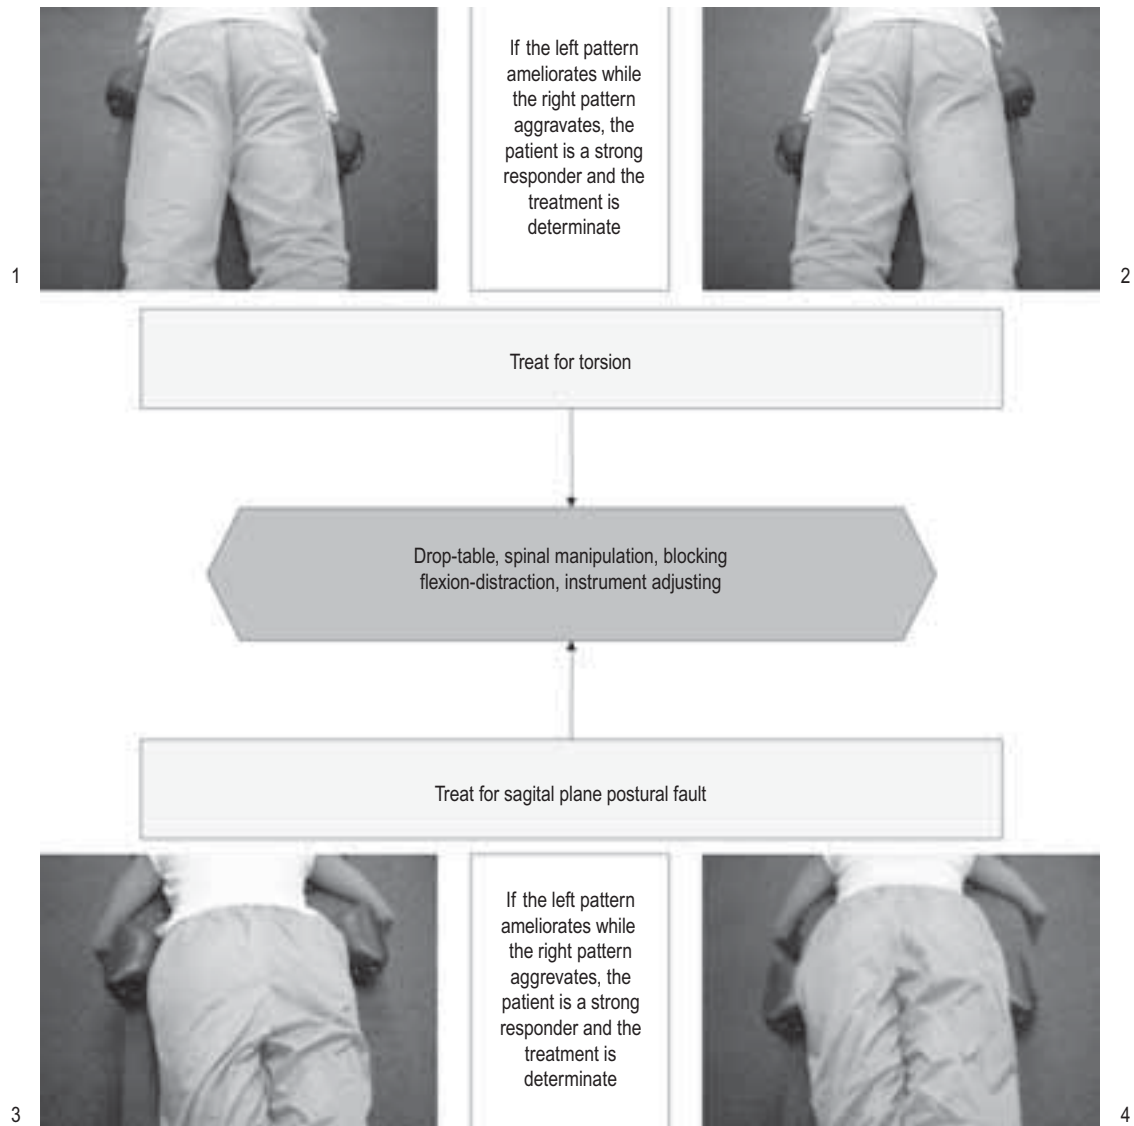 If the left pattern
ameliorates while
the right pattern
aggravates, the
patient is a strong
responder and the
treatment is
determinate
1
2
Treat for torsion
Drop-table, spinal manipulation, blocking
flexion-distraction, instrument adjusting
Treat for sagital plane postural fault
If the left pattern
ameliorates while
the right pattern
aggrevates, the
patient is a strong
responder and the
treatment is
determinate
3
4